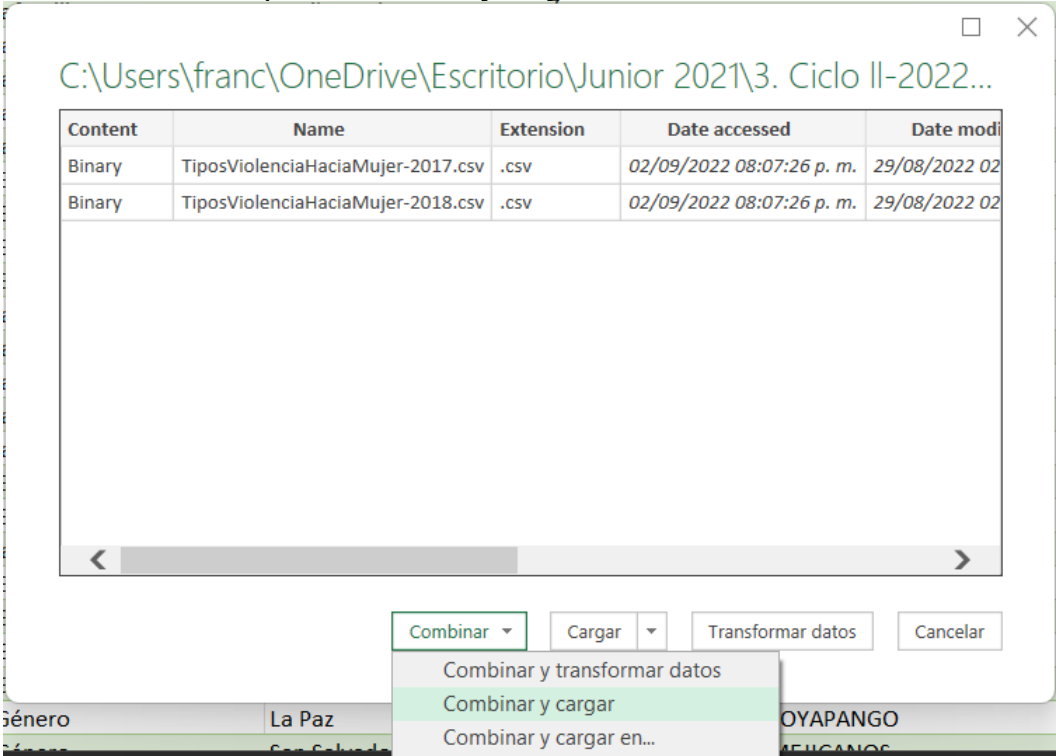 C:\Users\franc\OneDrive\Escritorio\Junior 2021\3. Ciclo ll-2022...
Content Name Extension Date accessed Date modi
Binary TiposViolenciaHaciaMujer-2017.csv .csv 02/09/2022 08:07:26 p. m. 29/08/2022 02
Binary TiposViolenciaHaciaMujer-2018.csv .csv 02/09/2022 08:07:26 p. m. 29/08/2022 02
Combinar Cargar Transformar datos Cancelar
Combinar y transformar datos
Combinar y cargar
Combinar y cargar en...
Género La Paz OYAPANGO